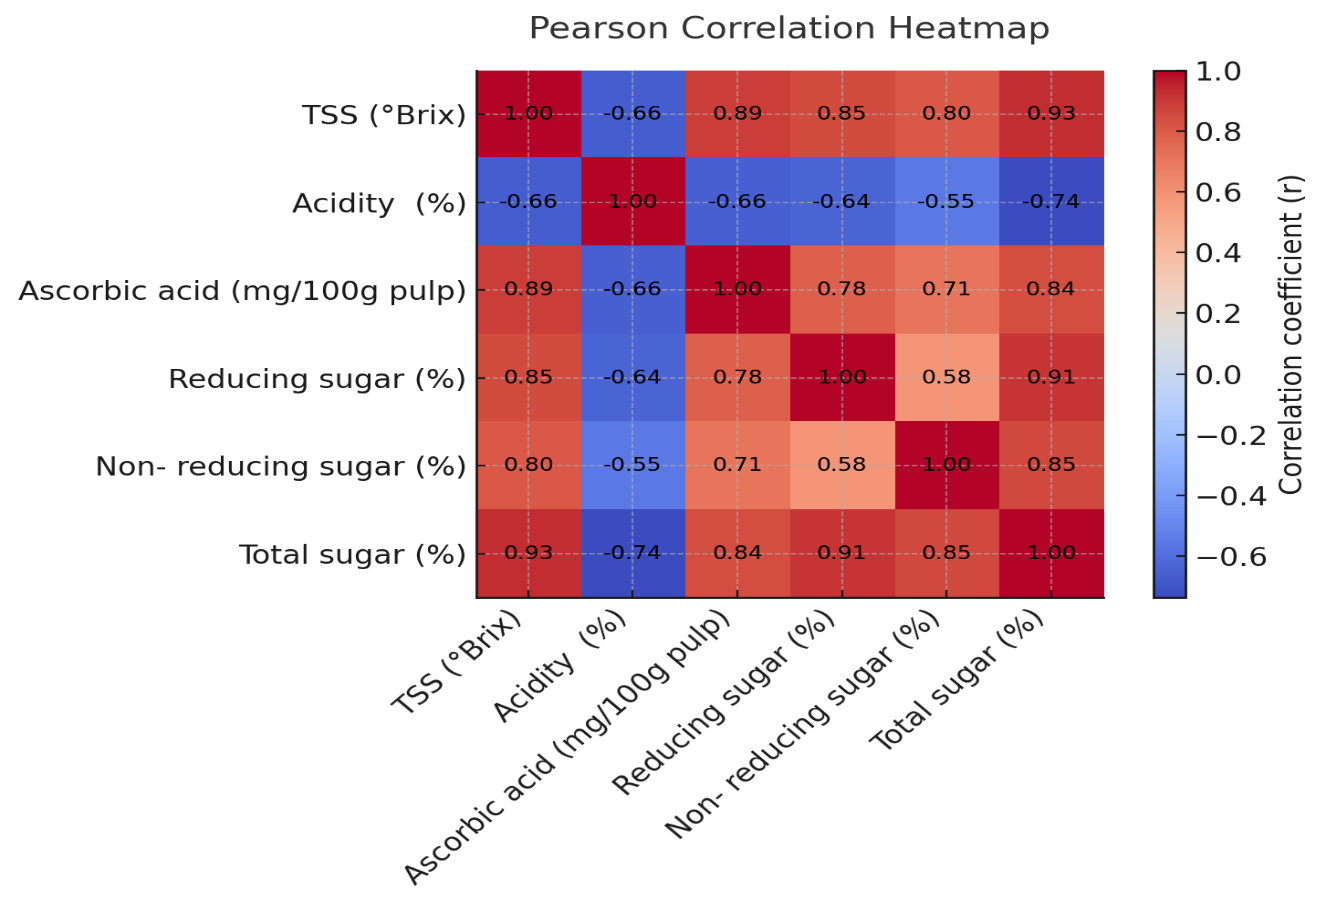 Pearson Correlation Heatmap
TSS (°Brix) 1.00 -0.66 0.89 0.85 0.80 0.93
Acidity  (%) -0.66 1.00 -0.66 -0.64 -0.55 -0.74
Ascorbic acid (mg/100g pulp) 0.89 -0.66 1.00 0.78 0.71 0.84
Reducing sugar (%) 0.85 -0.64 0.78 1.00 0.58 0.91
Non- reducing sugar (%) 0.80 -0.55 0.71 0.58 1.00 0.85
Total sugar (%) 0.93 -0.74 0.84 0.91 0.85 1.00
TSS (°Brix)
Acidity  (%)
Ascorbic acid (mg/100g pulp)
Reducing sugar (%)
Non- reducing sugar (%)
Total sugar (%)
1.0
0.8
0.6
0.4
0.2
0.0
−0.2
−0.4
−0.6
Correlation coefficient (r)